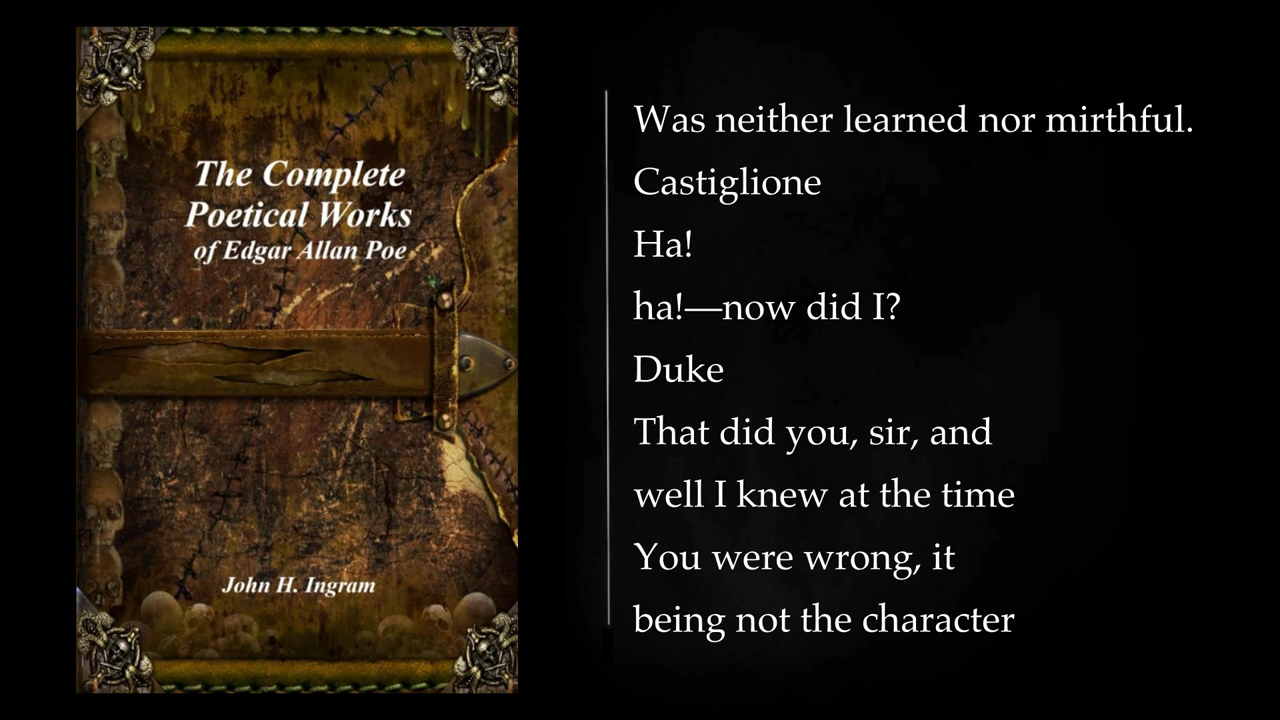 The Complete
Poetical Works
of Edgar Allan Poe
John H. Ingram
Was neither learned nor mirthful.
Castiglione
Ha!
ha!—now did I?
Duke
That did you, sir, and
well I knew at the time
You were wrong, it
being not the character